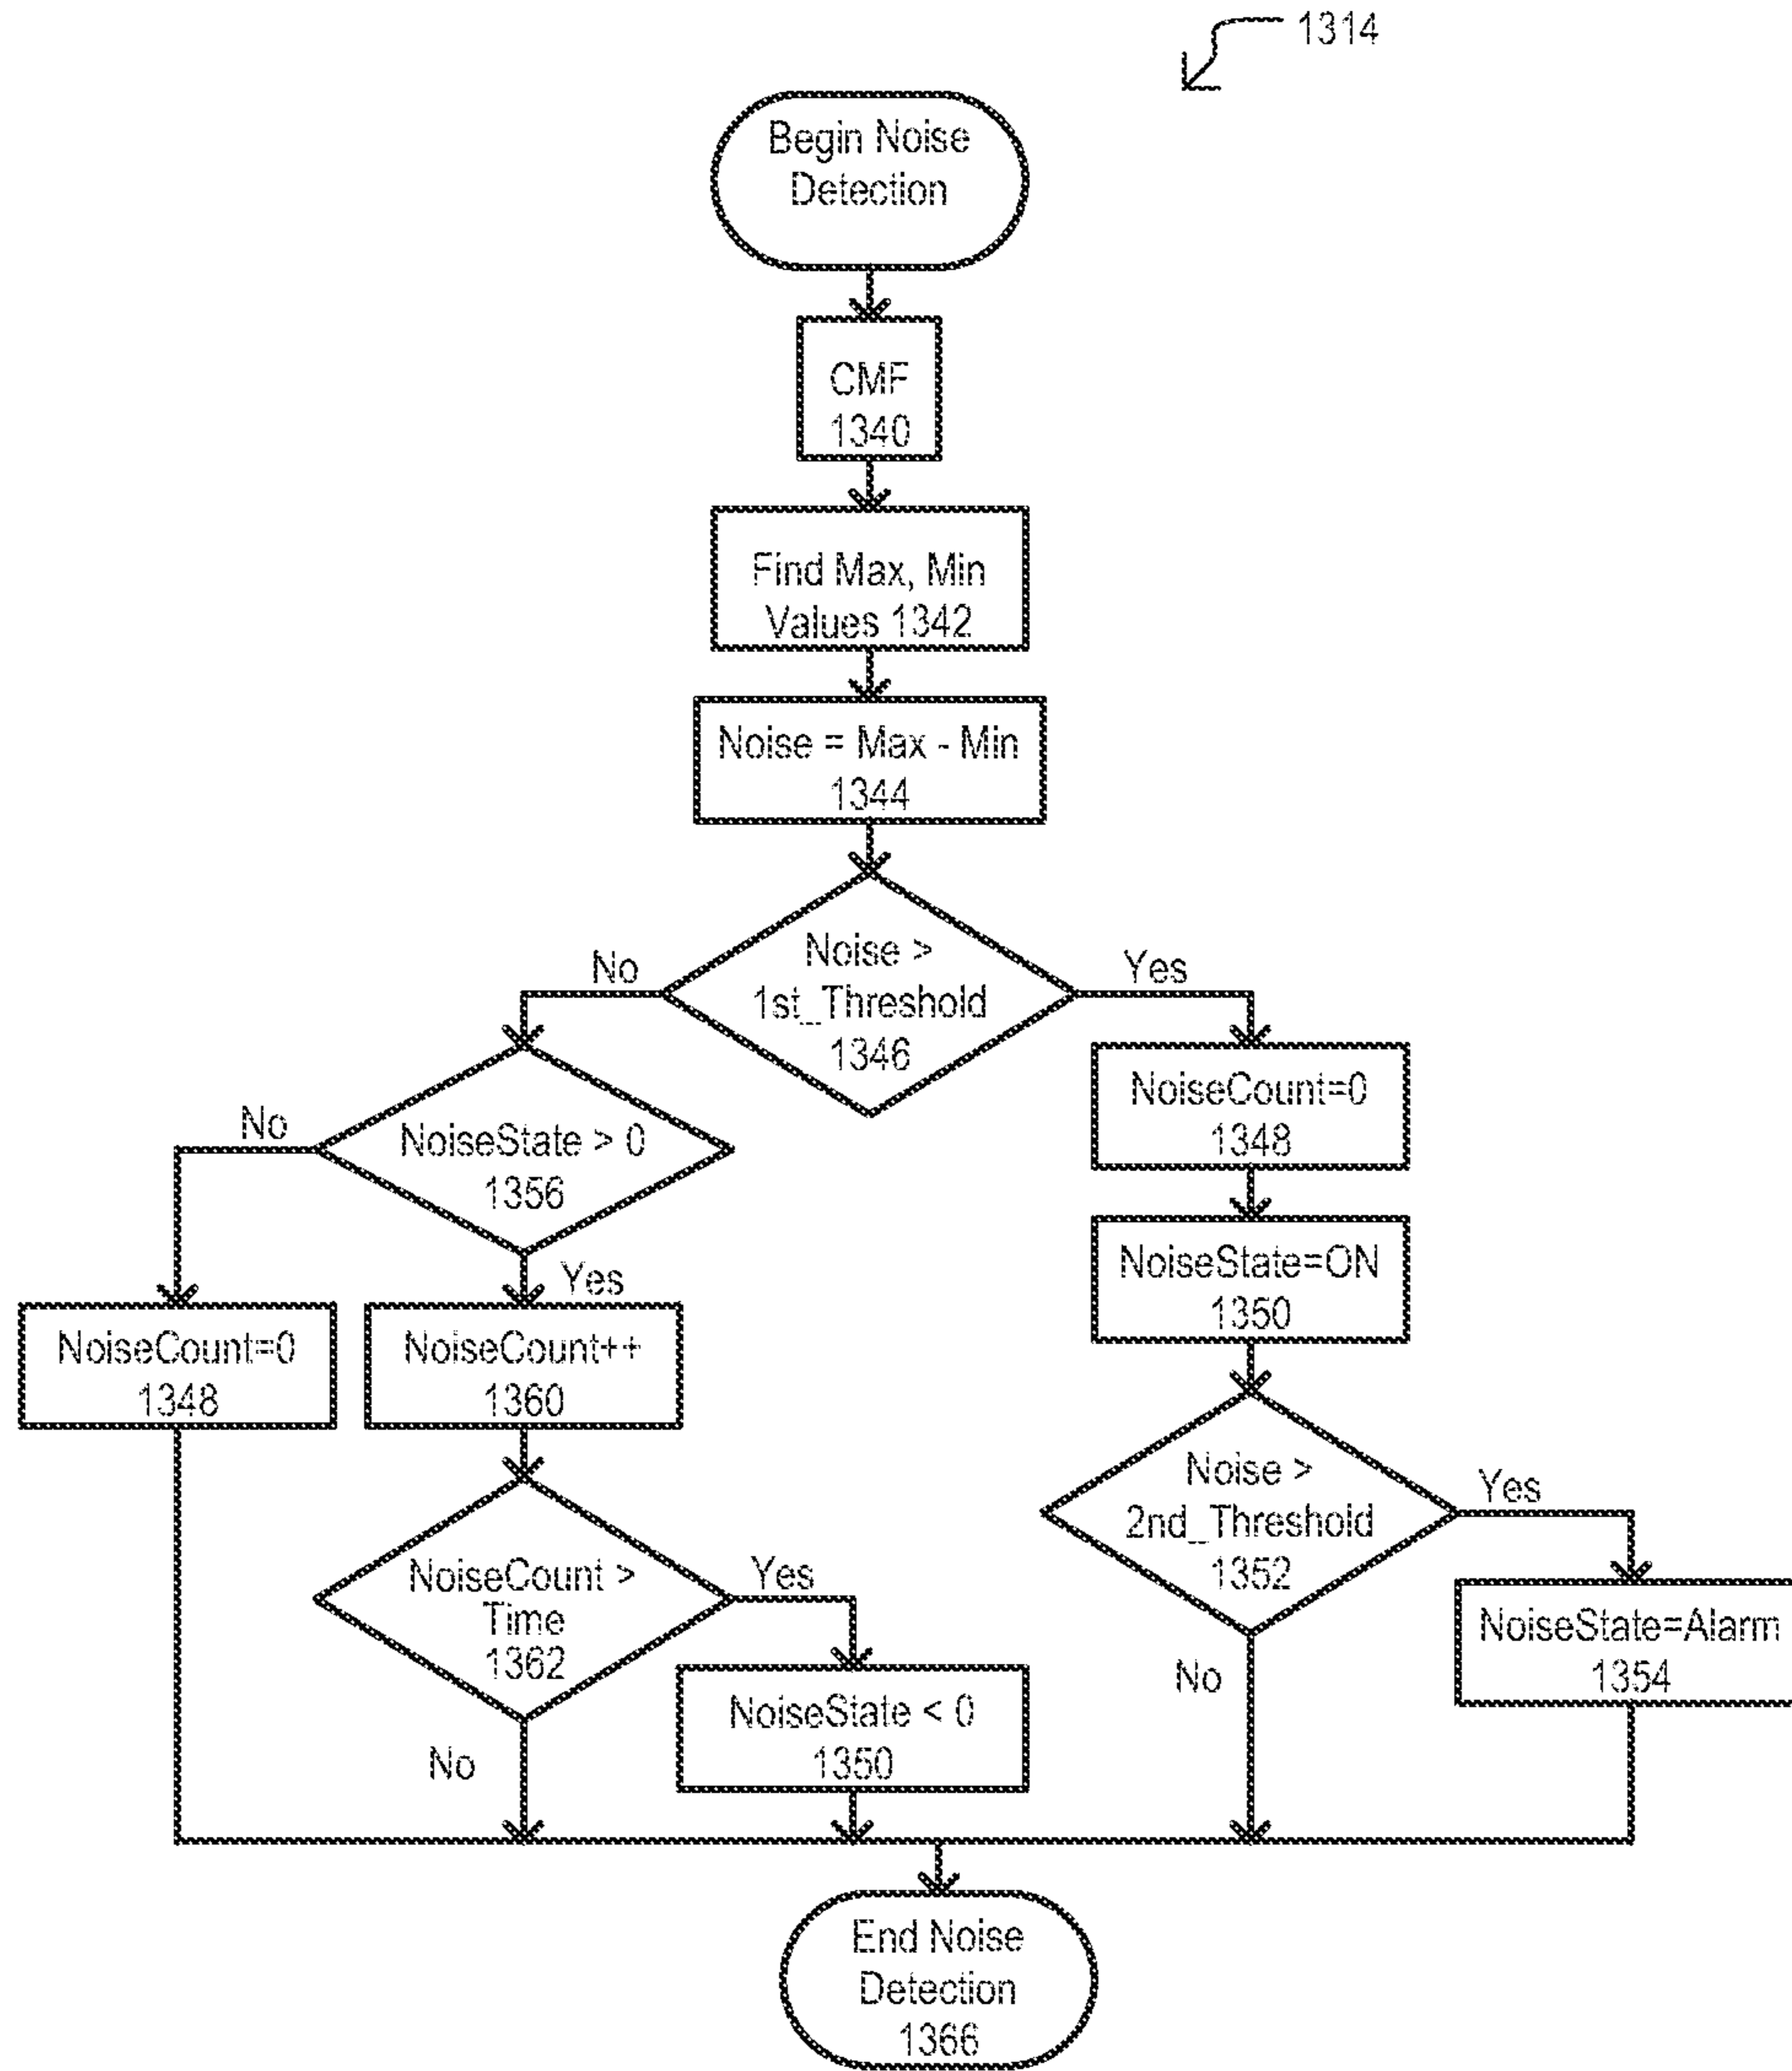 1314
Begin Noise
Detection
CMF
1340
Find Max, Min
Values 1342
Noise = Max - Min
1344
Noise >
1st_Threshold
1346
No
Yes
NoiseState > 0
1356
No
Yes
NoiseCount=0
1348
NoiseState=ON
1350
NoiseCount=0
1348
NoiseCount++
1360
Noise >
2nd_Threshold
1352
Yes
No
NoiseCount >
Time
1362
Yes
No
NoiseState=Alarm
1354
NoiseState < 0
1350
End Noise
Detection
1366